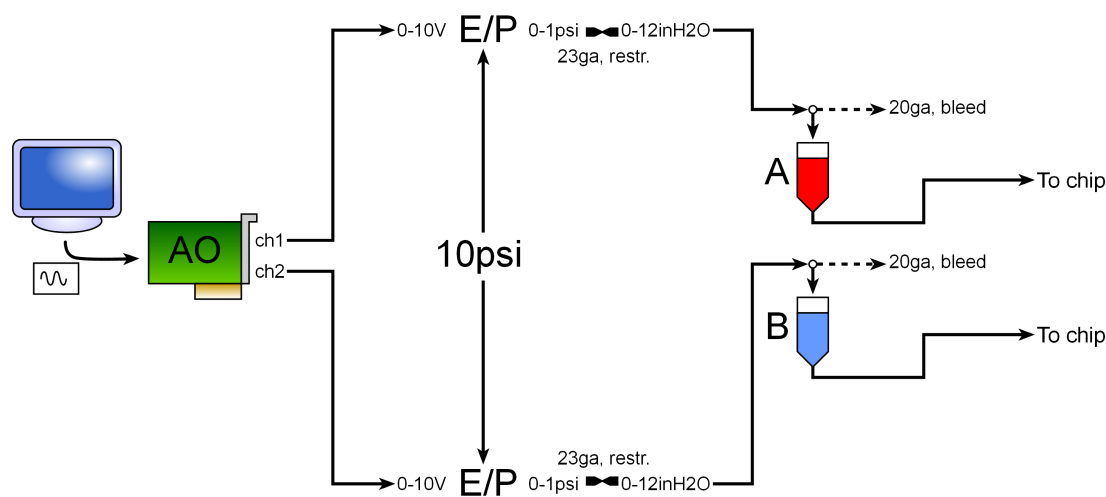 0-10V E/P 0-1psi 0-12inH2O
23ga, restr.
20ga, bleed
A
To chip
AO
ch1
ch2
10psi
20ga, bleed
B
To chip
23ga, restr.
0-10V E/P 0-1psi 0-12inH2O